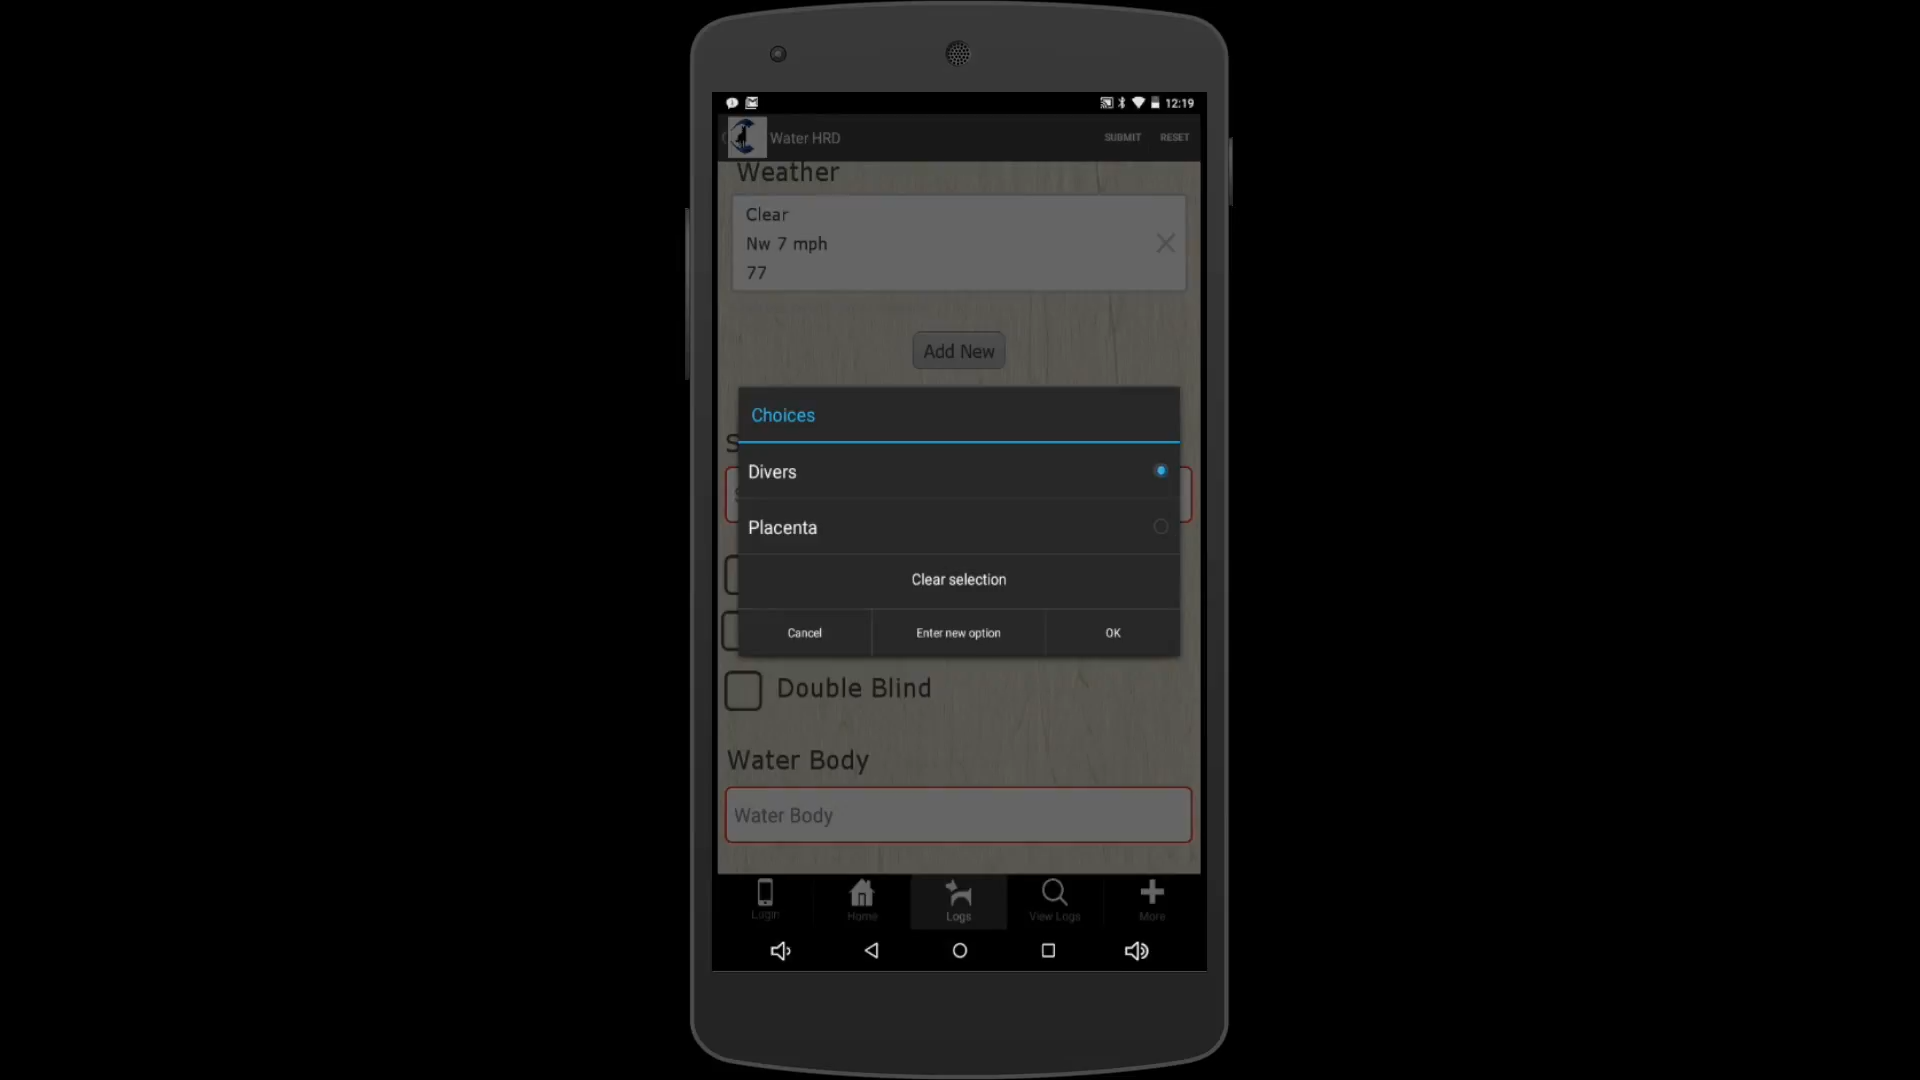 12:19
Water HRD
SUBMIT
RESET
Weather
Clear
Nw 7 mph
77
Add New
Choices
Divers
Placenta
Clear selection
Cancel
Enter new option
OK
Double Blind
Water Body
Water Body
Login
Home
Logs
View Logs
More